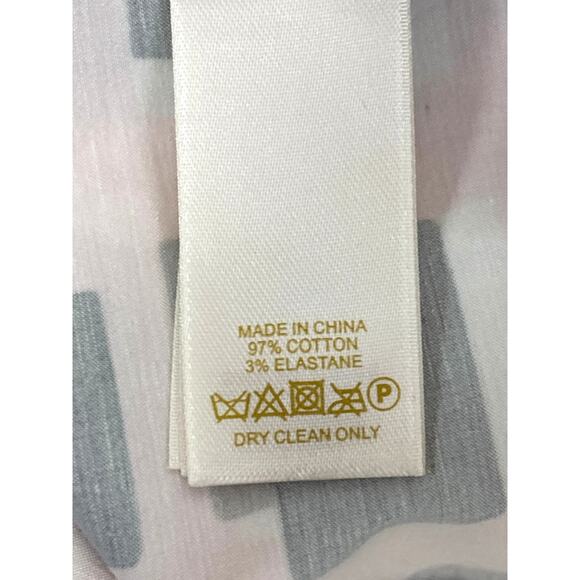 MADE IN CHINA
97% COTTON
3% ELASTANE
P
DRY CLEAN ONLY